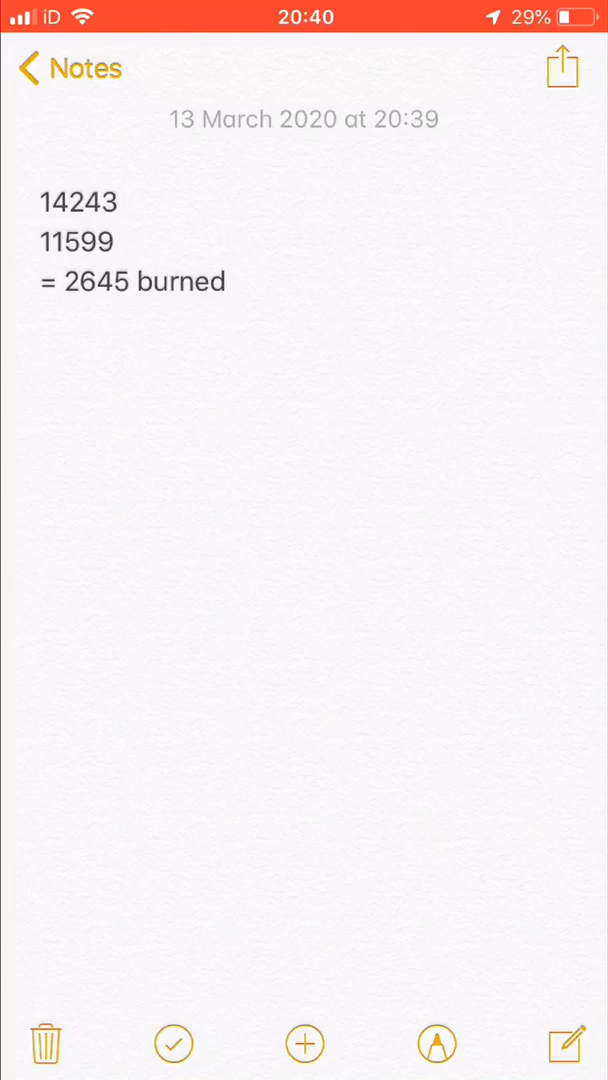 iD 20:40 29%
Notes
13 March 2020 at 20:39
14243
11599
= 2645 burned